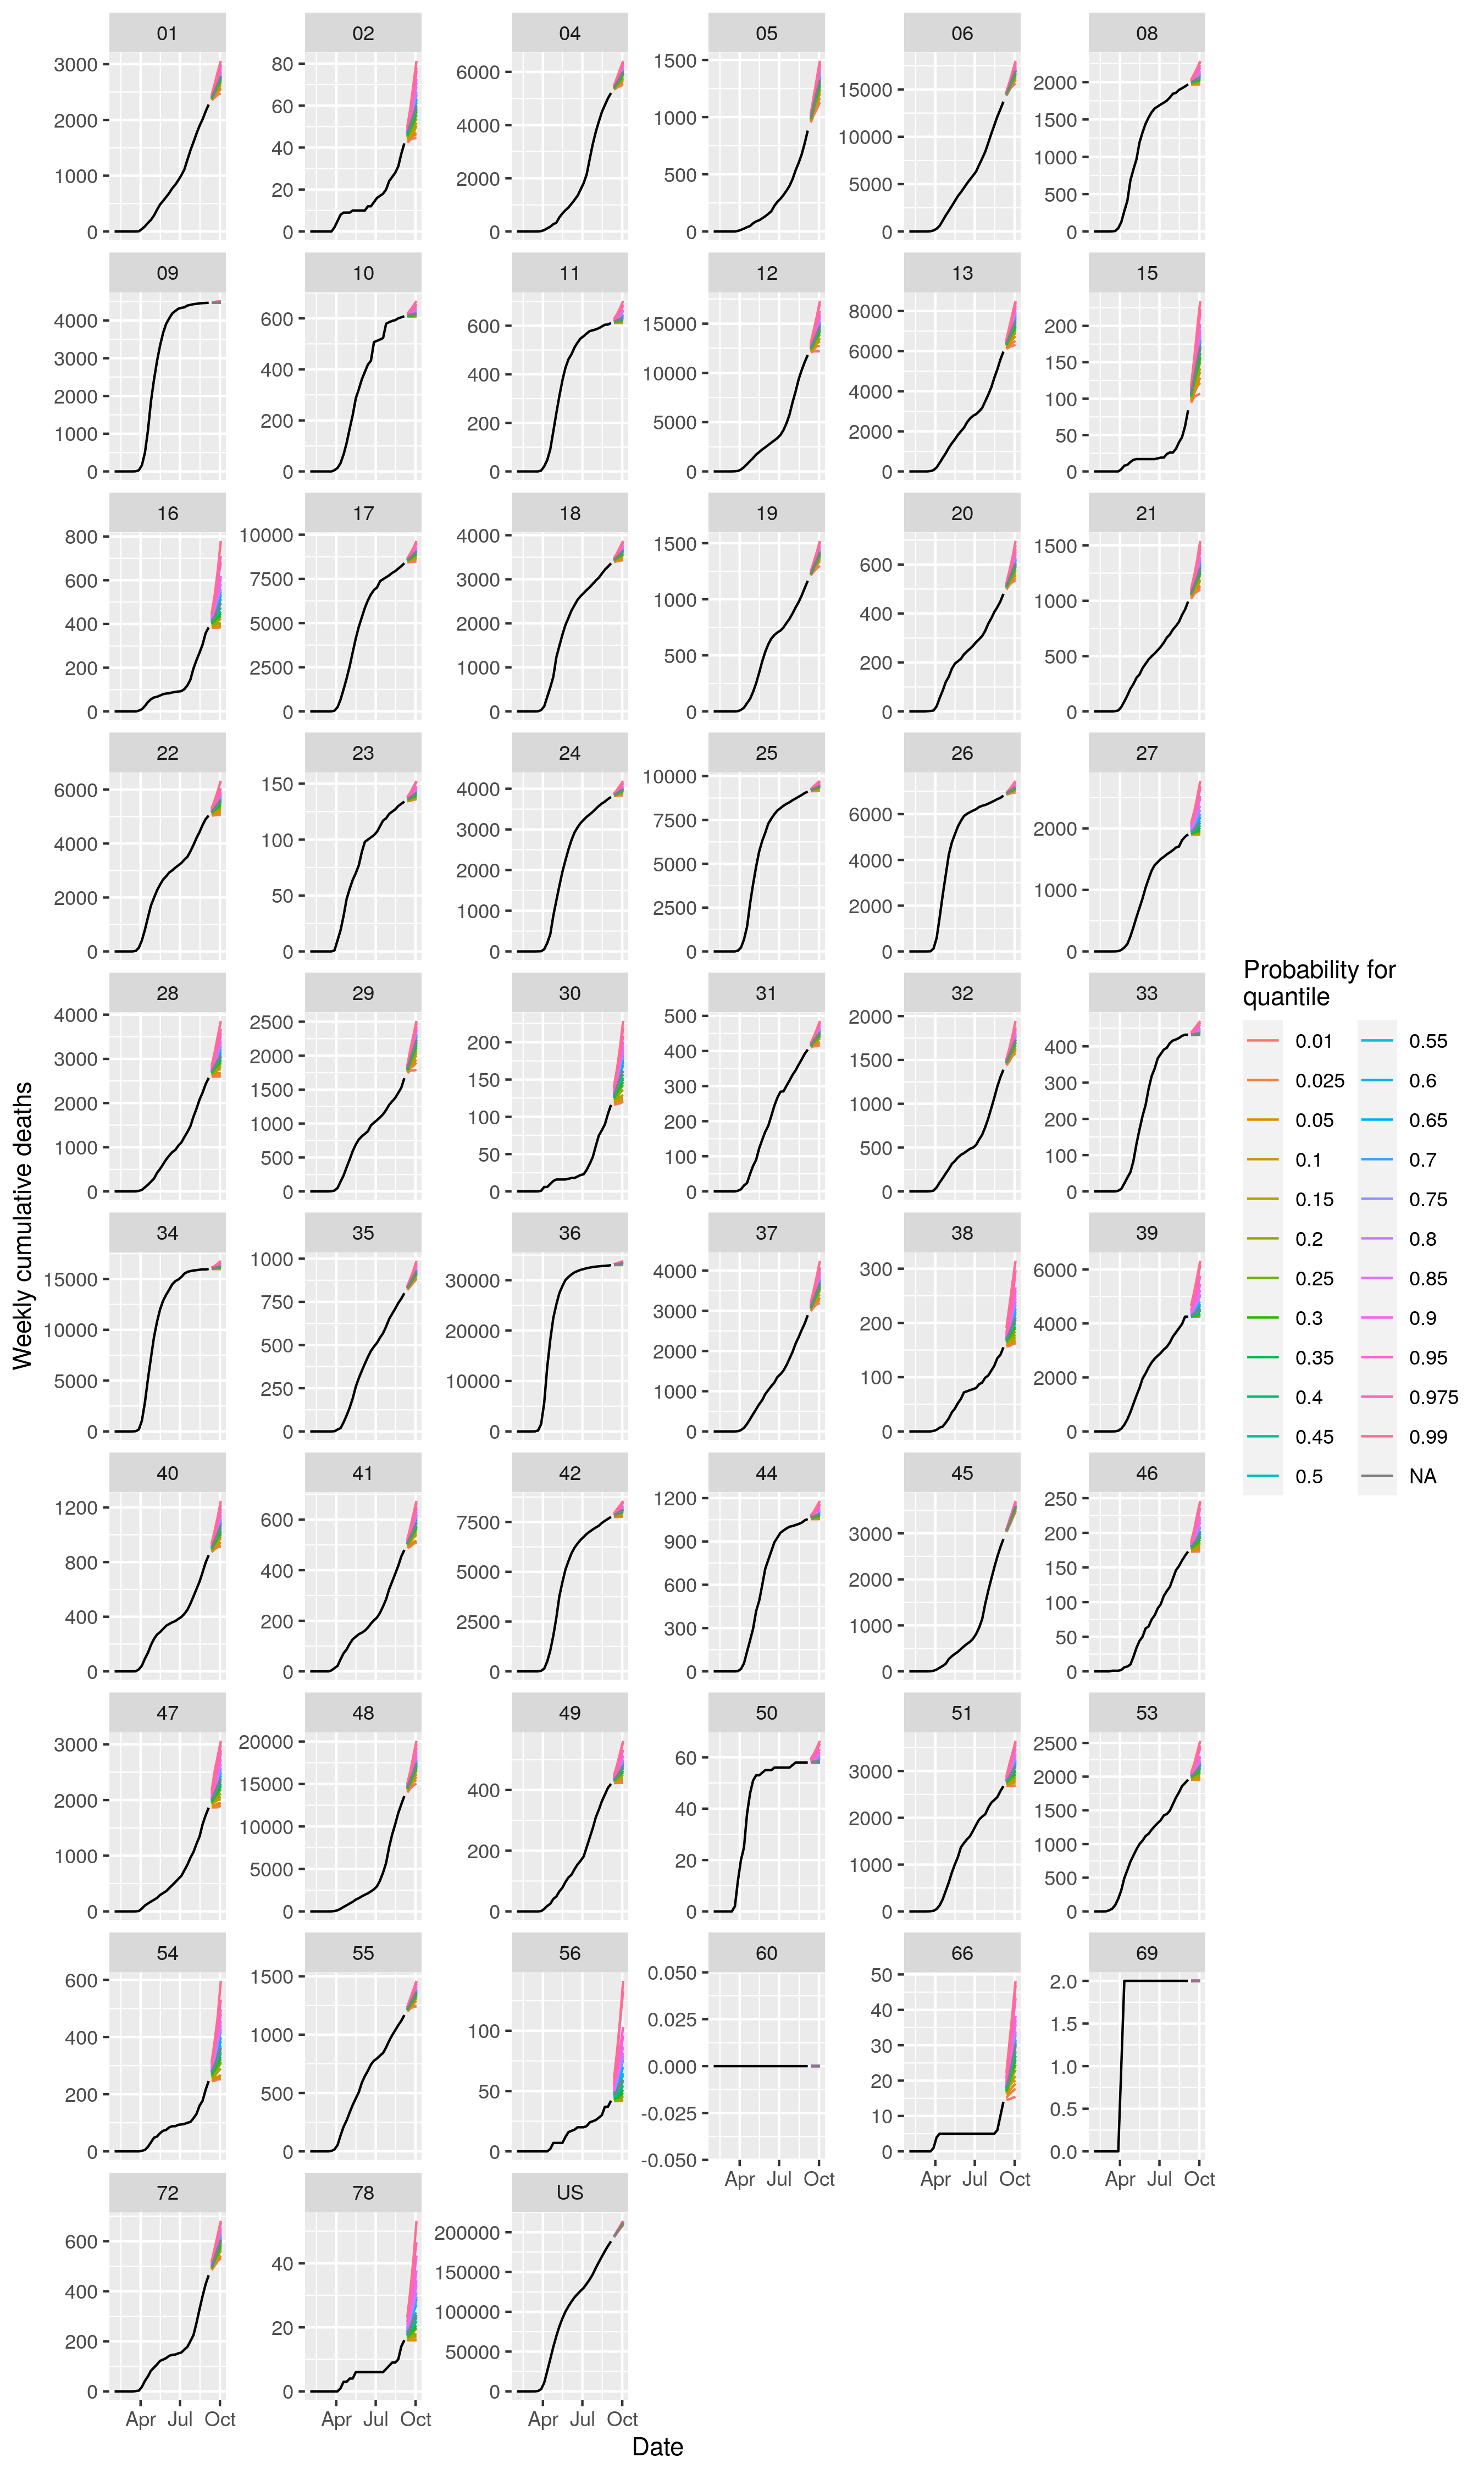 01 02 04 05 06 08
3000 2000 1000 0
80 60 40 20 0
6000 4000 2000 0
1500 1000 500 0
15000 10000 5000 0
2000 1500 1000 500 0
09 10 11 12 13 15
4000 3000 2000 1000 0
600 400 200 0
600 400 200 0
15000 10000 5000 0
8000 6000 4000 2000 0
200 150 100 50 0
16 17 18 19 20 21
800 600 400 200 0
10000 7500 5000 2500 0
4000 3000 2000 1000 0
1500 1000 500 0
600 400 200 0
1500 1000 500 0
22 23 24 25 26 27
6000 4000 2000 0
150 100 50 0
4000 3000 2000 1000 0
10000 7500 5000 2500 0
6000 4000 2000 0
2000 1000 0
28 29 30 31 32 33
4000 3000 2000 1000 0
2500 2000 1500 1000 500 0
200 150 100 50 0
500 400 300 200 100 0
2000 1500 1000 500 0
400 300 200 100 0
34 35 36 37 38 39
15000 10000 5000 0
1000 750 500 250 0
30000 20000 10000 0
4000 3000 2000 1000 0
300 200 100 0
6000 4000 2000 0
40 41 42 44 45 46
1200 800 400 0
600 400 200 0
7500 5000 2500 0
1200 900 600 300 0
3000 2000 1000 0
250 200 150 100 50 0
47 48 49 50 51 53
3000 2000 1000 0
20000 15000 10000 5000 0
400 200 0
60 40 20 0
3000 2000 1000 0
2500 2000 1500 1000 500 0
54 55 56 60 66 69
600 400 200 0
1500 1000 500 0
100 50 0
0.050 0.025 0.000 -0.025 -0.050
50 40 30 20 10 0
2.0 1.5 1.0 0.5 0.0
Apr Jul Oct
Apr Jul Oct
Apr Jul Oct
72 78 US
600 400 200 0
40 20 0
200000 150000 100000 50000 0
Apr Jul Oct
Apr Jul Oct
Apr Jul Oct
Date
Weekly cumulative deaths
Probability for
quantile
0.01
0.025
0.05
0.1
0.15
0.2
0.25
0.3
0.35
0.4
0.45
0.5
0.55
0.6
0.65
0.7
0.75
0.8
0.85
0.9
0.95
0.975
0.99
NA